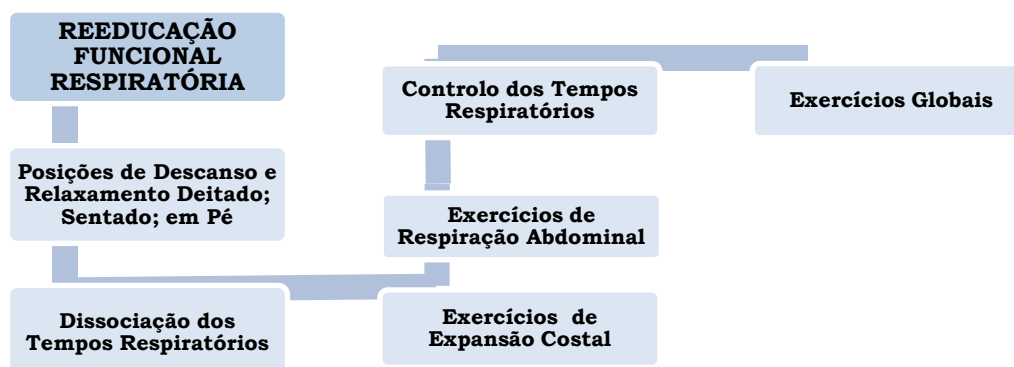 REEDUCAÇÃO
FUNCIONAL
RESPIRATÓRIA
Posições de Descanso e
Relaxamento Deitado;
Sentado; em Pé
Dissociação dos
Tempos Respiratórios
Exercícios de
Expansão Costal
Exercícios de
Respiração Abdominal
Controlo dos Tempos
Respiratórios
Exercícios Globais